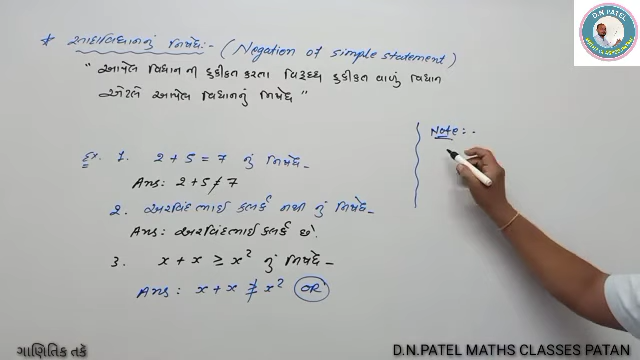 * સાદાવિધાનનું નિષેધ:- (Negation of simple statement)
" આપેલ વિધાન ની હકીકત કરતા વિરૂધ્ધ હકીકત વાળું વિધાન
એટલે આપેલ વિધાનનું નિષેધ "
Note:-
Ex. 1. 2 + 5 = 7 નું નિષેધ-
Ans: 2 + 5 ≠ 7
2. અરવિંદભાઈ કલર્ક નથી નું નિષેધ-
Ans: અરવિંદભાઈ કલર્ક છે.
3. x + x ≥ x² નું નિષેધ-
Ans: x + x ≱ x² OR
D.N.PATEL
ગાણિતિક તર્ક
D.N.PATEL MATHS CLASSES PATAN